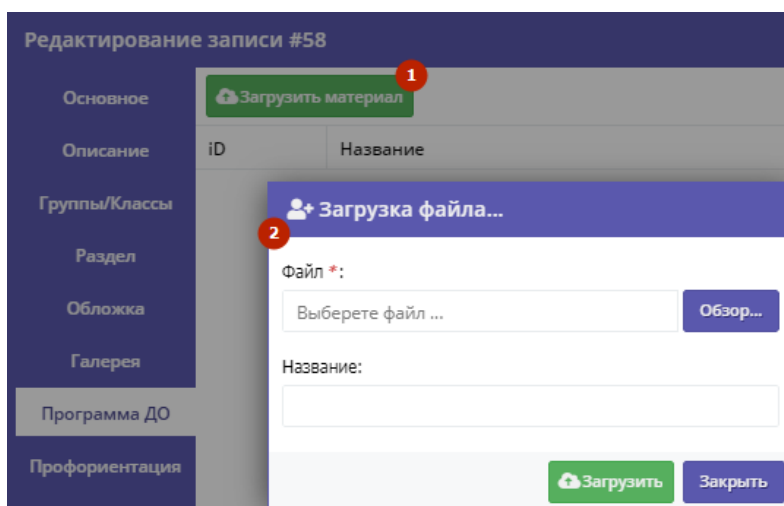 Редактирование записи #58
Основное
1
Загрузить материал
Описание
iD Название
Группы/Классы
Загрузка файла...
2
Раздел
Файл *:
Обложка
Выберете файл ... Обзор...
Галерея
Название:
Программа ДО
Профориентация
Загрузить Закрыть